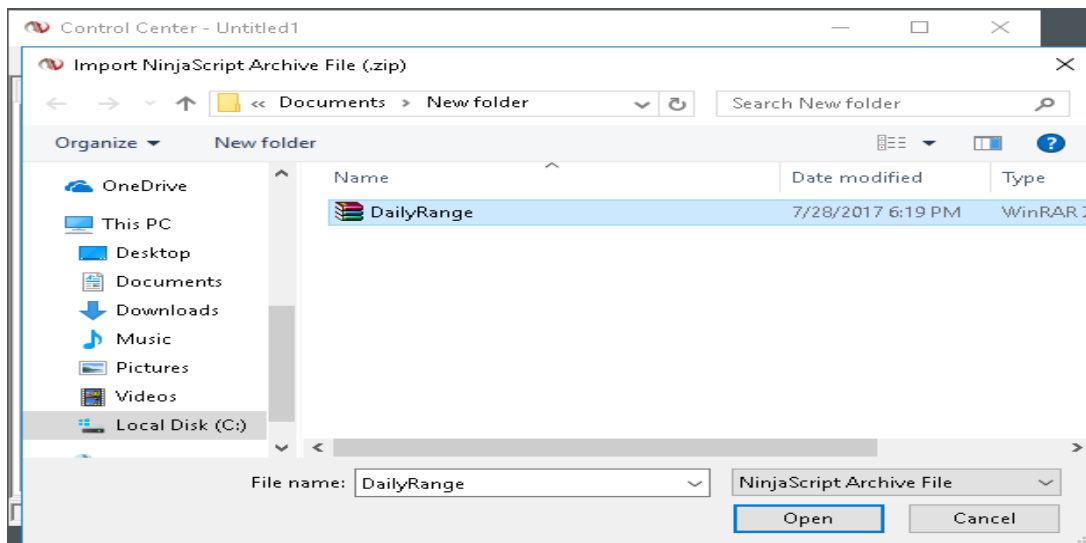 Control Center - Untitled1
Import NinjaScript Archive File (.zip)
« Documents > New folder
Search New folder
Organize
New folder
Name
Date modified
Type
OneDrive
This PC
Desktop
Documents
Downloads
Music
Pictures
Videos
Local Disk (C:)
DailyRange
7/28/2017 6:19 PM
WinRAR
File name:
DailyRange
NinjaScript Archive File
Open
Cancel